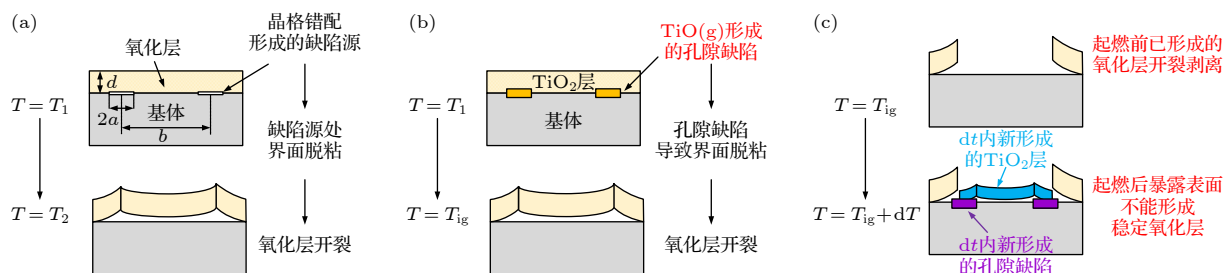 (a)
晶格错配
形成的缺陷源
氧化层
d
T = T₁
2a
基体
b
缺陷源处
界面脱粘
T = T₂
氧化层开裂
(b)
TiO(g)形成
的孔隙缺陷
TiO₂层
T = T₁
基体
孔隙缺陷
导致界面脱粘
T = Tig
氧化层开裂
(c)
起燃前已形成的
氧化层开裂剥离
T = Tig
dt内新形成
的TiO₂层
T = Tig + dT
起燃后暴露表面
不能形成
稳定氧化层
dt内新形成
的孔隙缺陷